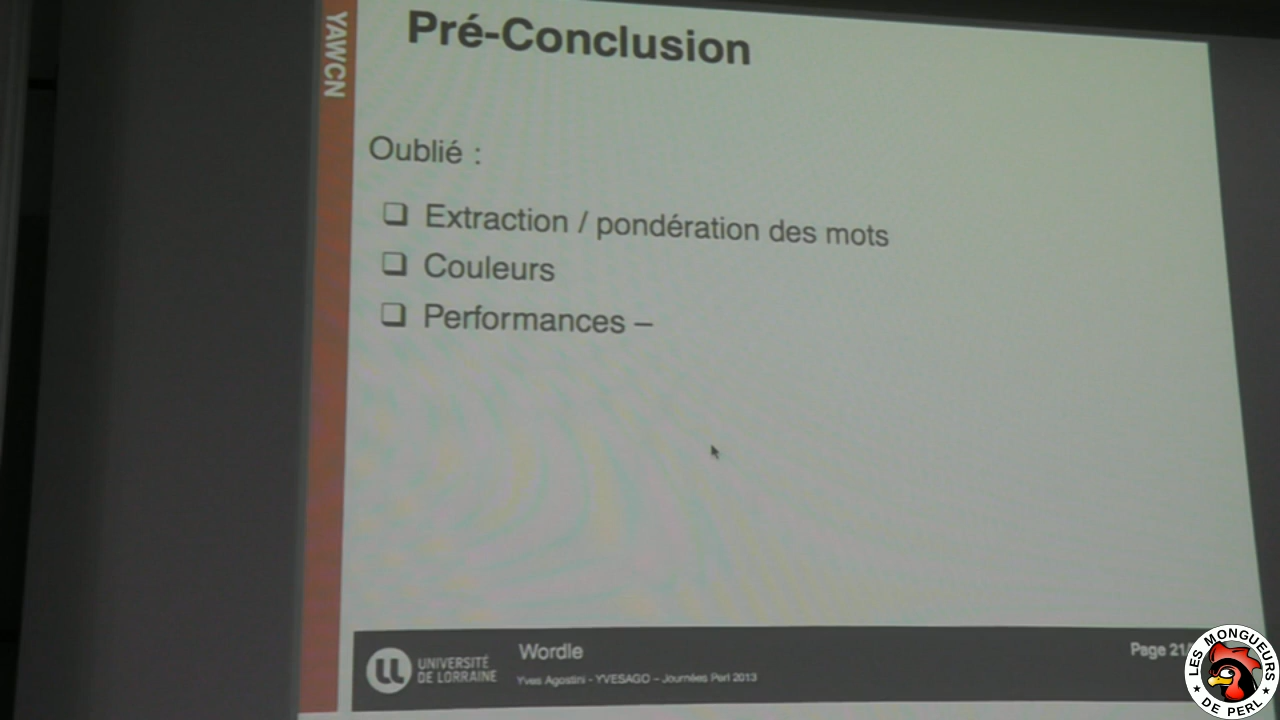 YAWCN
Pré-Conclusion
Oublié :
❑ Extraction / pondération des mots
❑ Couleurs
❑ Performances –
UNIVERSITÉ
DE LORRAINE
Wordle
Yves Agostini - YVESAGO – Journées Perl 2013
Page 21/
LES MONGUEURS
★ DE PERL ★